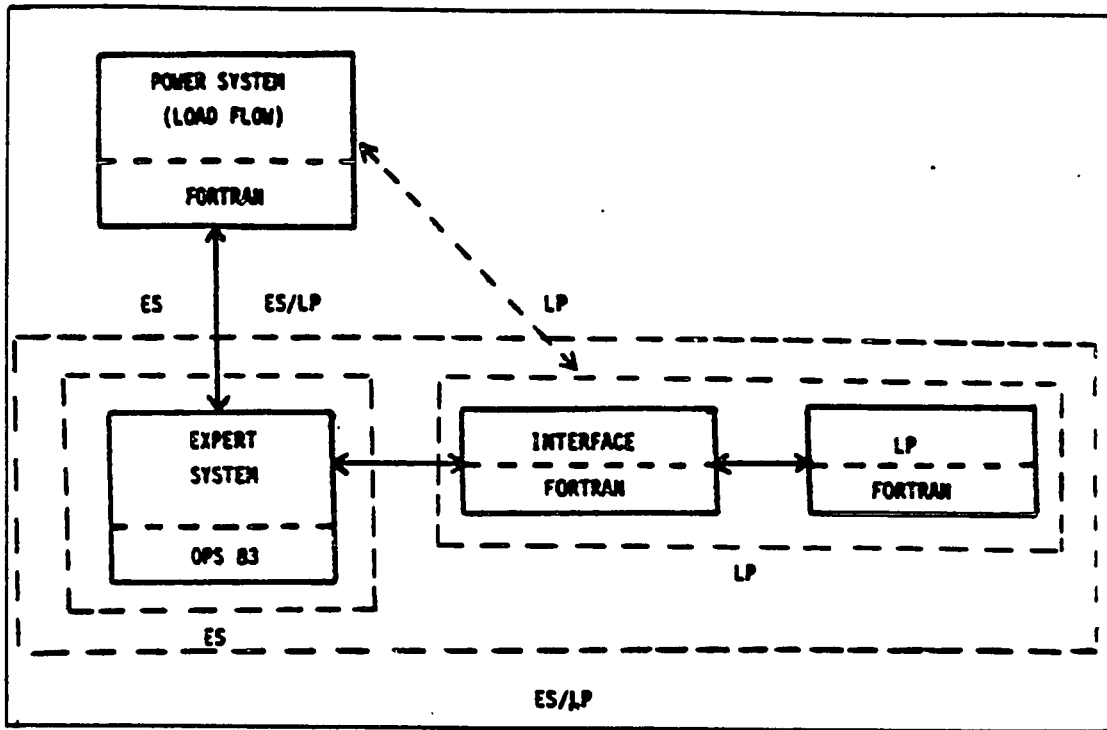 POWER SYSTEM
(LOAD FLOW)
FORTRAN
ES
ES/LP
LP
EXPERT
SYSTEM
OPS 83
INTERFACE
FORTRAN
LP
FORTRAN
LP
ES
ES/LP